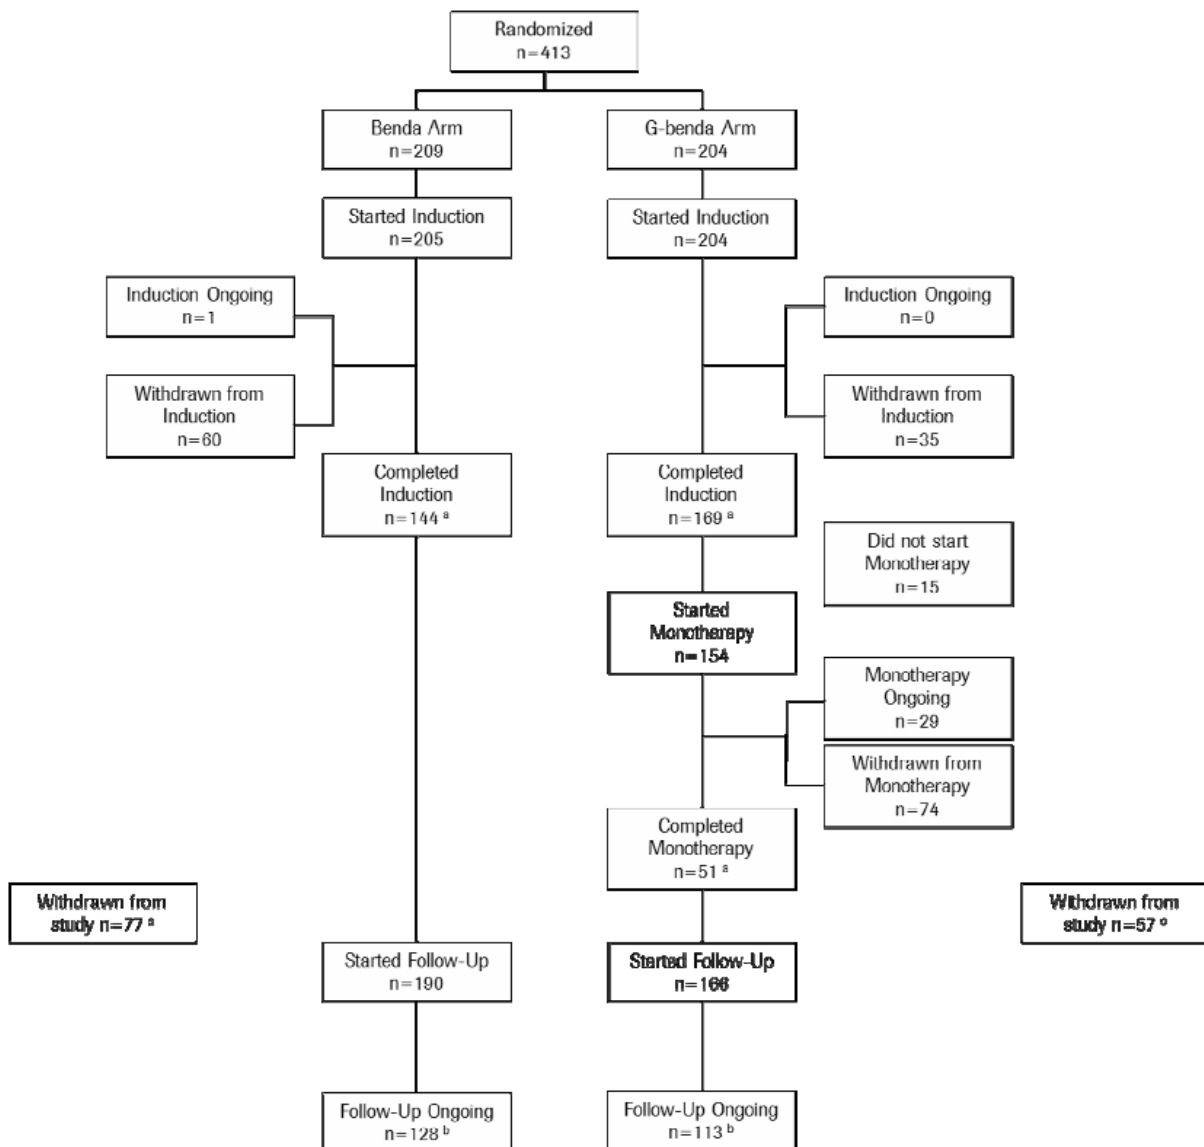 Randomized
n=413
Benda Arm
n=209
G-benda Arm
n=204
Started Induction
n=205
Started Induction
n=204
Induction Ongoing
n=1
Induction Ongoing
n=0
Withdrawn from
Induction
n=60
Withdrawn from
Induction
n=35
Completed
Induction
n=144 a
Completed
Induction
n=169 a
Did not start
Monotherapy
n=15
Started
Monotherapy
n=154
Monotherapy
Ongoing
n=29
Withdrawn from
Monotherapy
n=74
Completed
Monotherapy
n=51 a
Withdrawn from
study n=77
Withdrawn from
study n=57
Started Follow-Up
n=190
Started Follow-Up
n=166
Follow-Up Ongoing
n=128 b
Follow-Up Ongoing
n=113 b